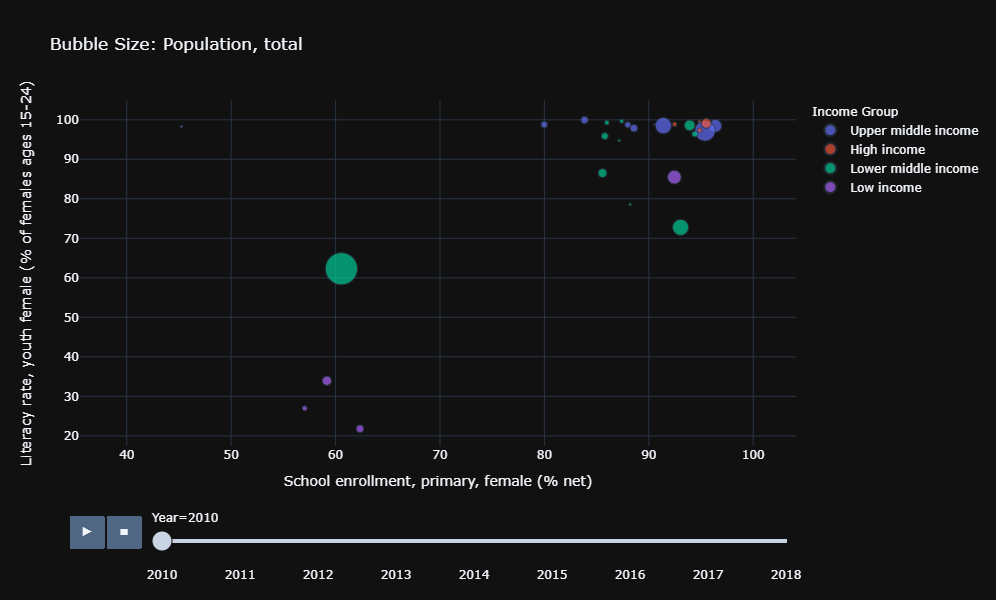 Bubble Size: Population, total
Literacy rate, youth female (% of females ages 15-24)
100
90
80
70
60
50
40
30
20
40 50 60 70 80 90 100
School enrollment, primary, female (% net)
Income Group
Upper middle income
High income
Lower middle income
Low income
Year=2010
2010 2011 2012 2013 2014 2015 2016 2017 2018